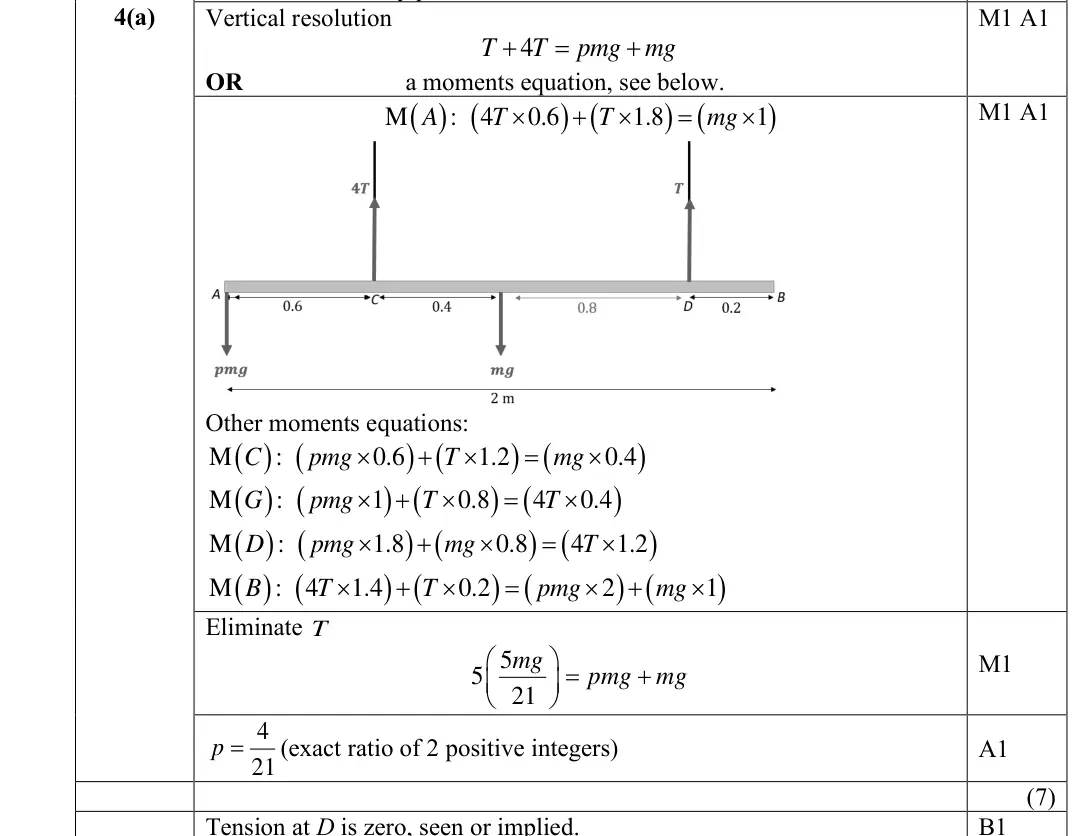 4(a) Vertical resolution M1 A1
T + 4T = pmg + mg
OR a moments equation, see below.
M(A): (4T × 0.6) + (T × 1.8) = (mg × 1) M1 A1
4T T
A C D B
0.6 0.4 0.8 0.2
pmg mg
2 m
Other moments equations:
M(C): (pmg × 0.6) + (T × 1.2) = (mg × 0.4)
M(G): (pmg × 1) + (T × 0.8) = (4T × 0.4)
M(D): (pmg × 1.8) + (mg × 0.8) = (4T × 1.2)
M(B): (4T × 1.4) + (T × 0.2) = (pmg × 2) + (mg × 1)
Eliminate T
5(5mg/21) = pmg + mg M1
p = 4/21 (exact ratio of 2 positive integers) A1
(7)
Tension at D is zero, seen or implied. B1